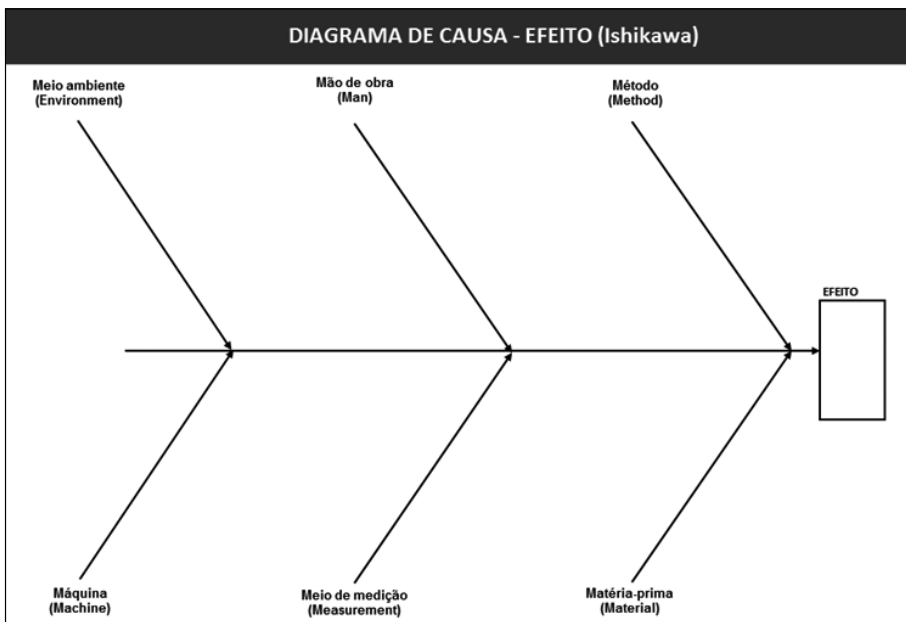 DIAGRAMA DE CAUSA - EFEITO (Ishikawa)
Meio ambiente
(Environment)
Mão de obra
(Man)
Método
(Method)
EFEITO
Máquina
(Machine)
Meio de medição
(Measurement)
Matéria-prima
(Material)